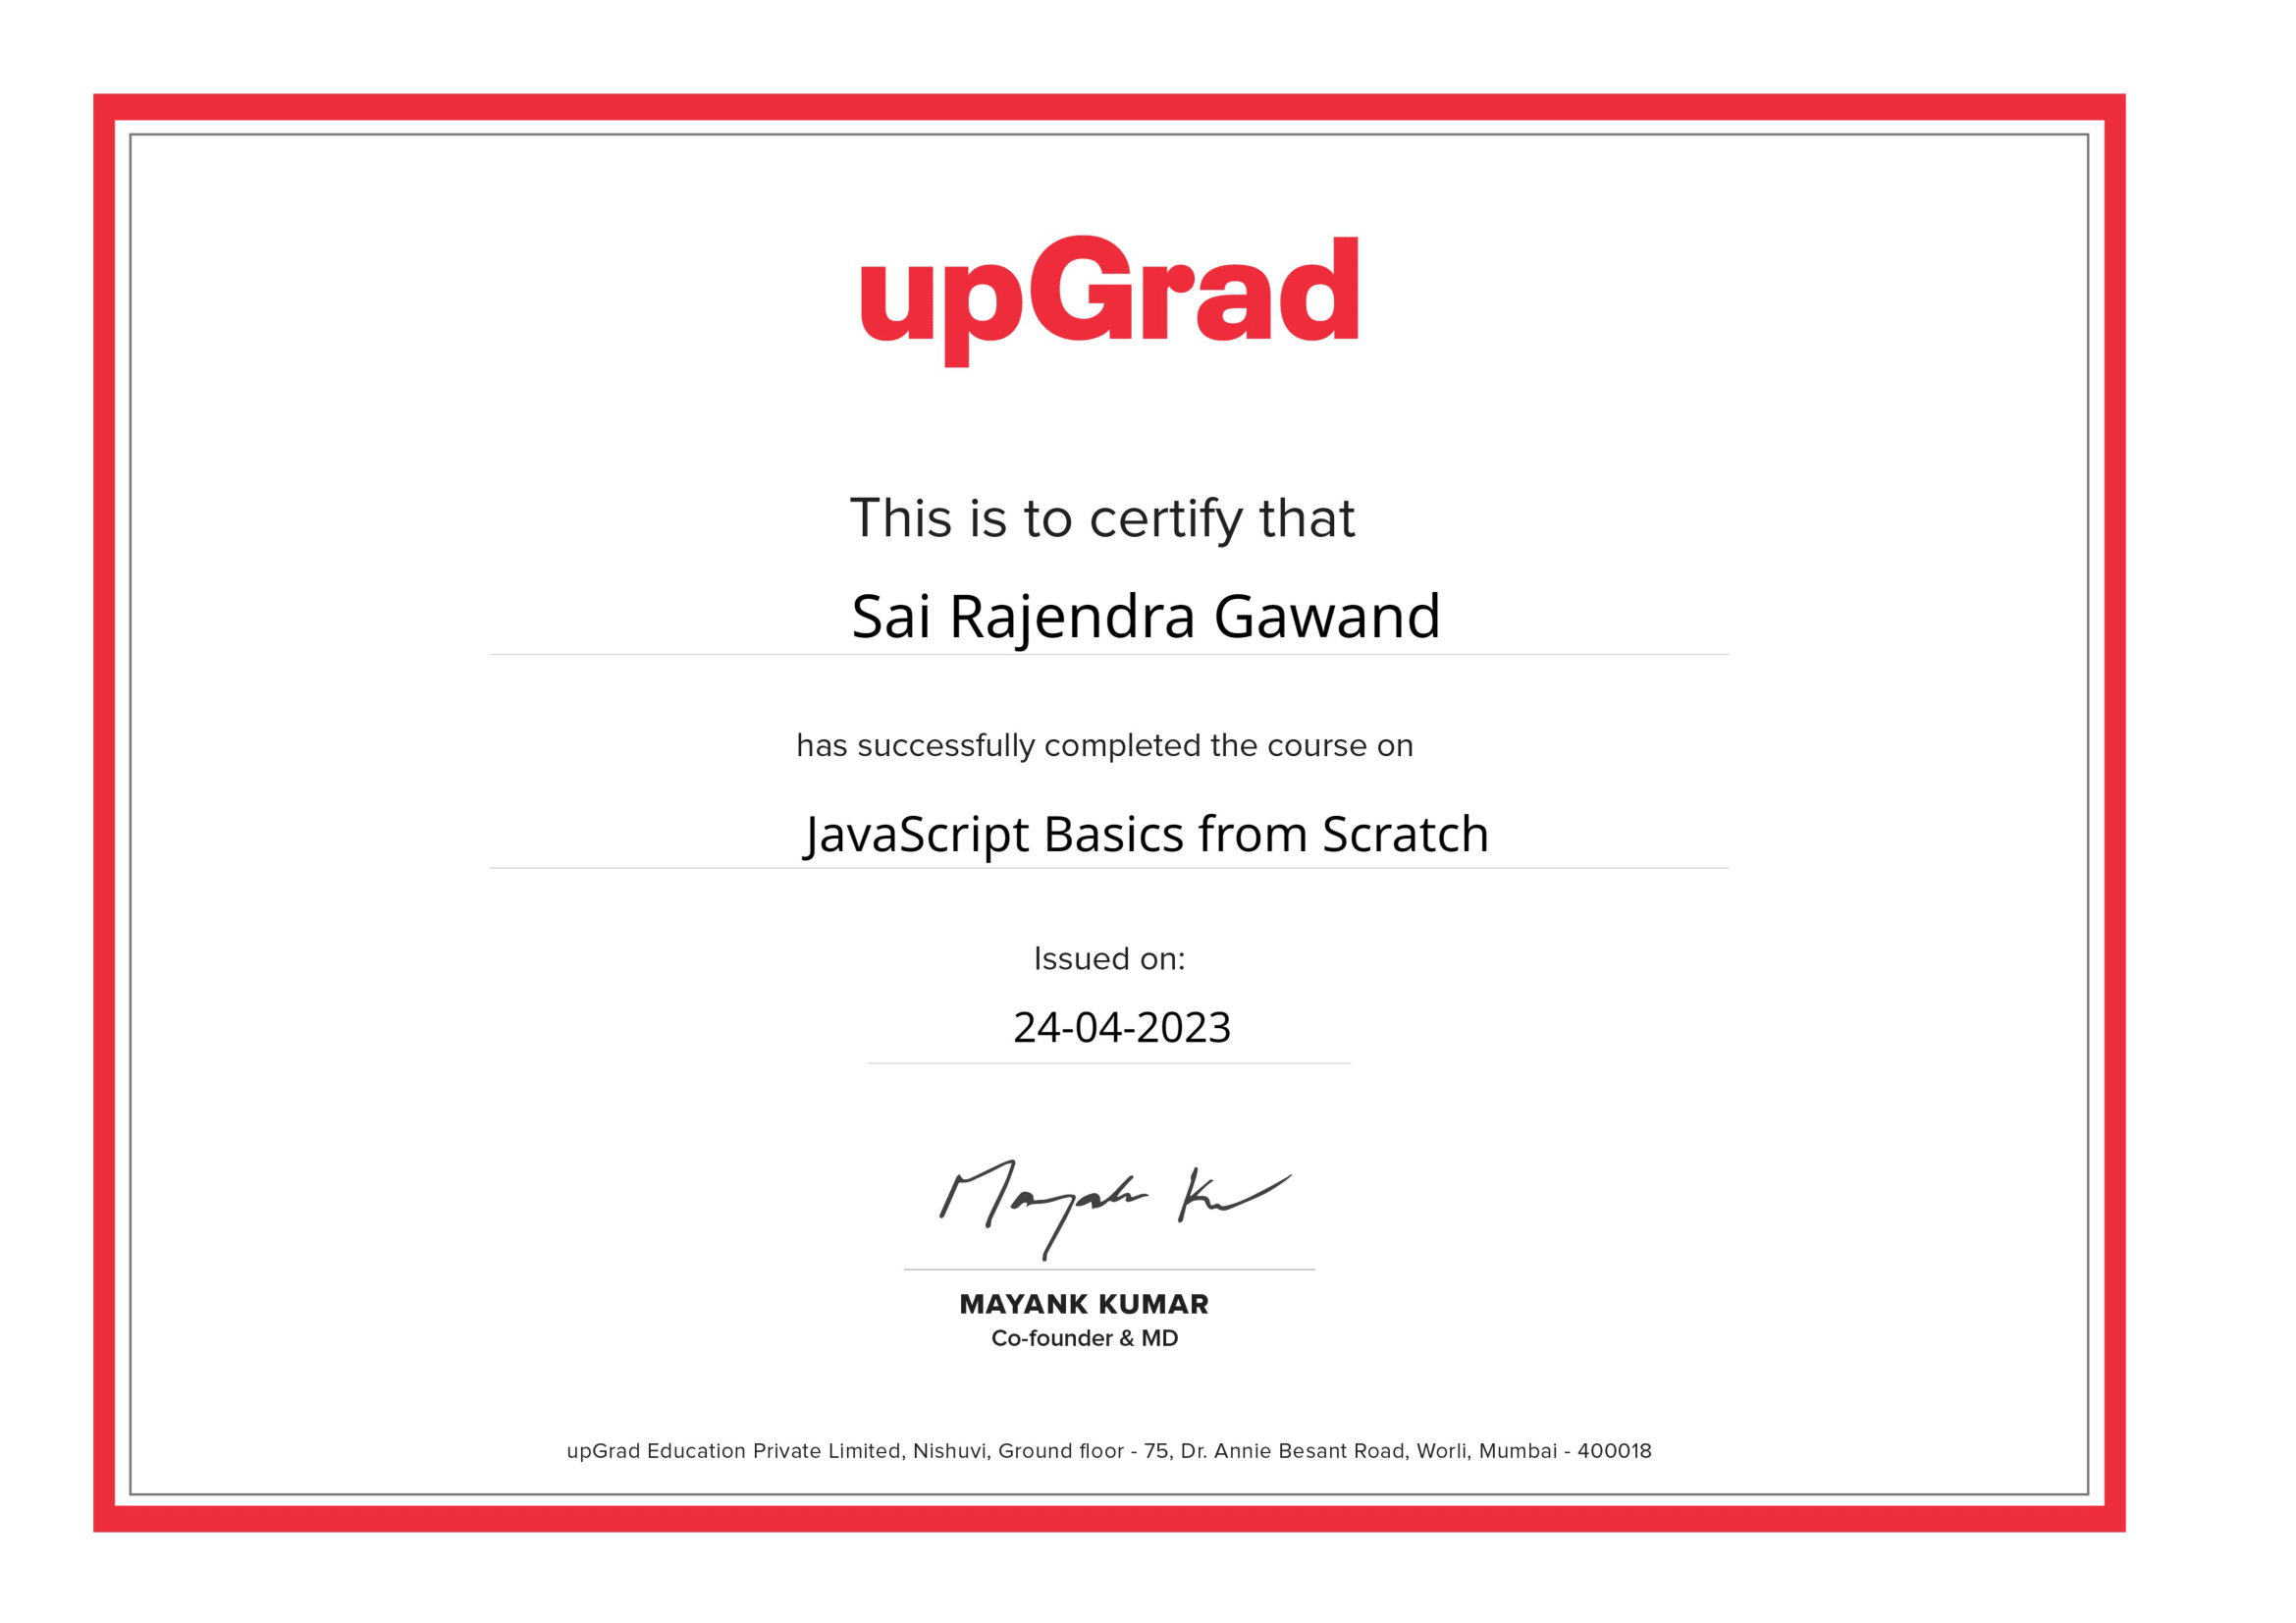 upGrad
This is to certify that
Sai Rajendra Gawand
has successfully completed the course on
JavaScript Basics from Scratch
Issued on:
24-04-2023
Mayank K
MAYANK KUMAR
Co-founder & MD
upGrad Education Private Limited, Nishuvi, Ground floor - 75, Dr. Annie Besant Road, Worli, Mumbai - 400018